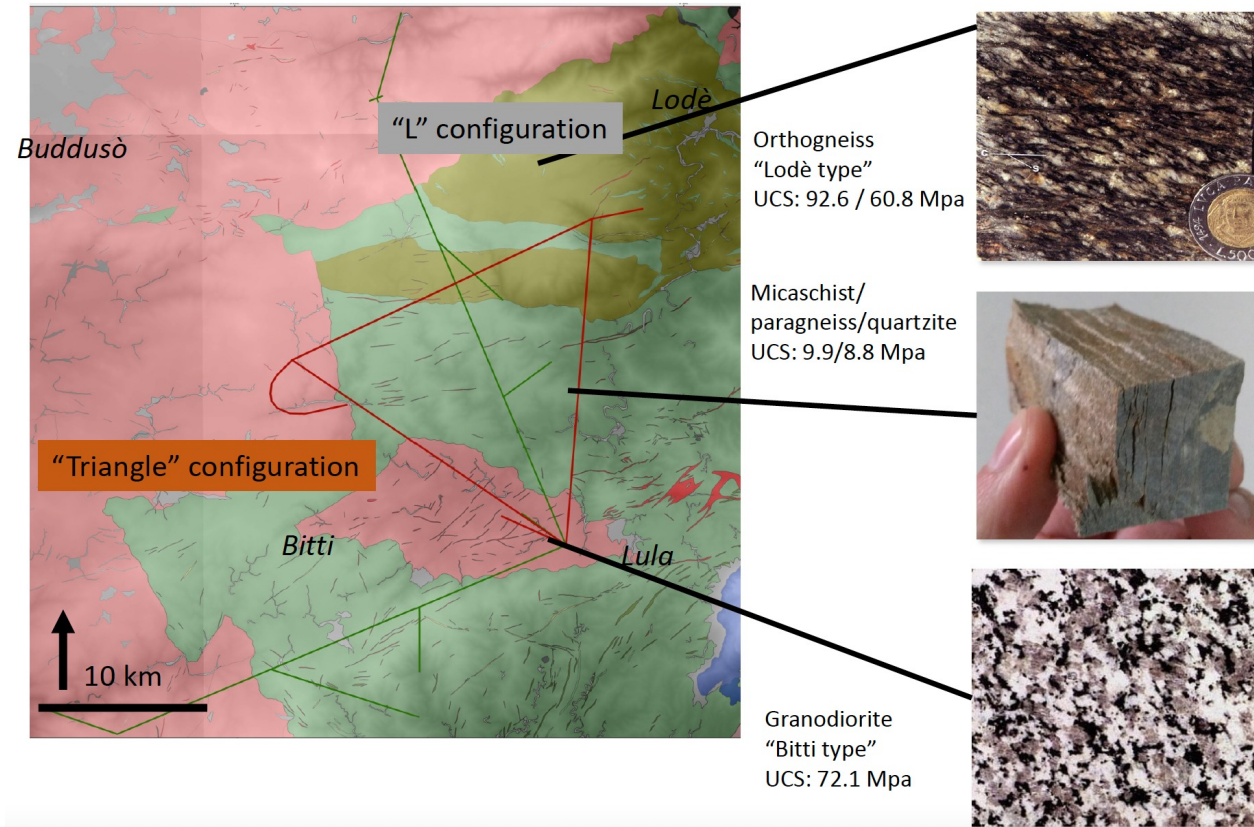 Buddusò
“L” configuration
Lodè
“Triangle” configuration
Bitti
Lula
10 km
Orthogneiss
“Lodè type”
UCS: 92.6 / 60.8 Mpa
Micaschist/
paragneiss/quartzite
UCS: 9.9/8.8 Mpa
Granodiorite
“Bitti type”
UCS: 72.1 Mpa
C
S
L.500